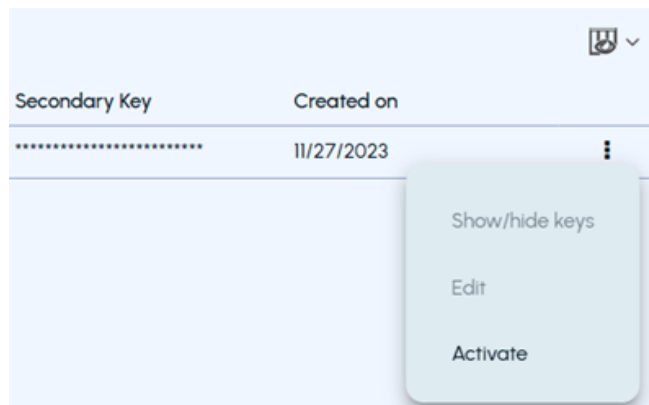 Secondary Key Created on
************************* 11/27/2023
Show/hide keys
Edit
Activate